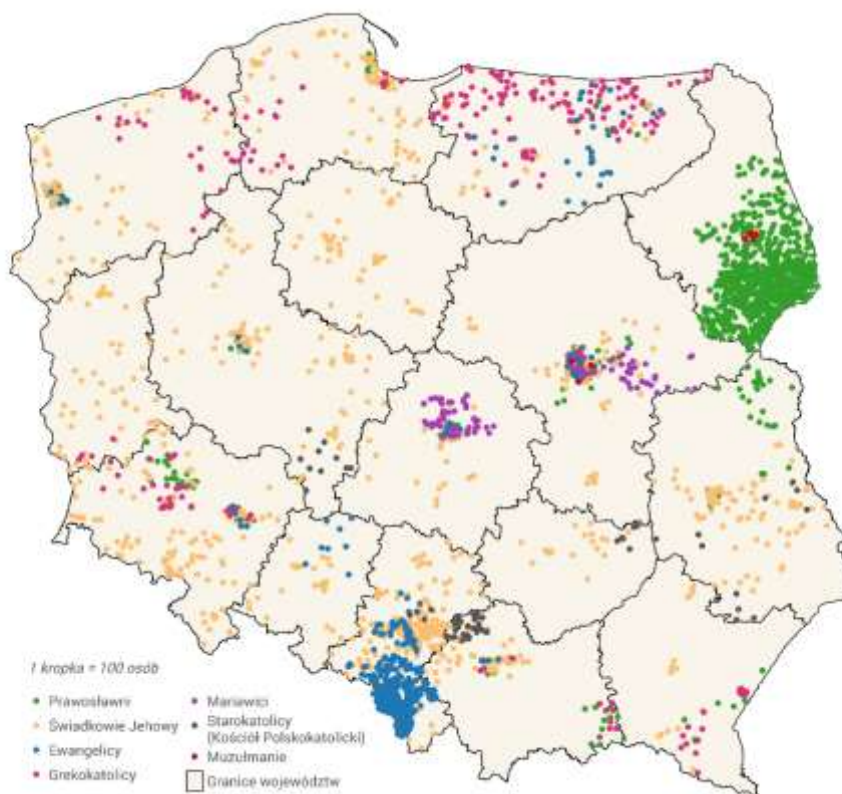 1 kropka = 100 osób
Prawosławni
Świadkowie Jehowy
Ewangelicy
Grekokatolicy
Mariawici
Starokatolicy
(Kościół Polskokatolicki)
Muzułmanie
Granice województw